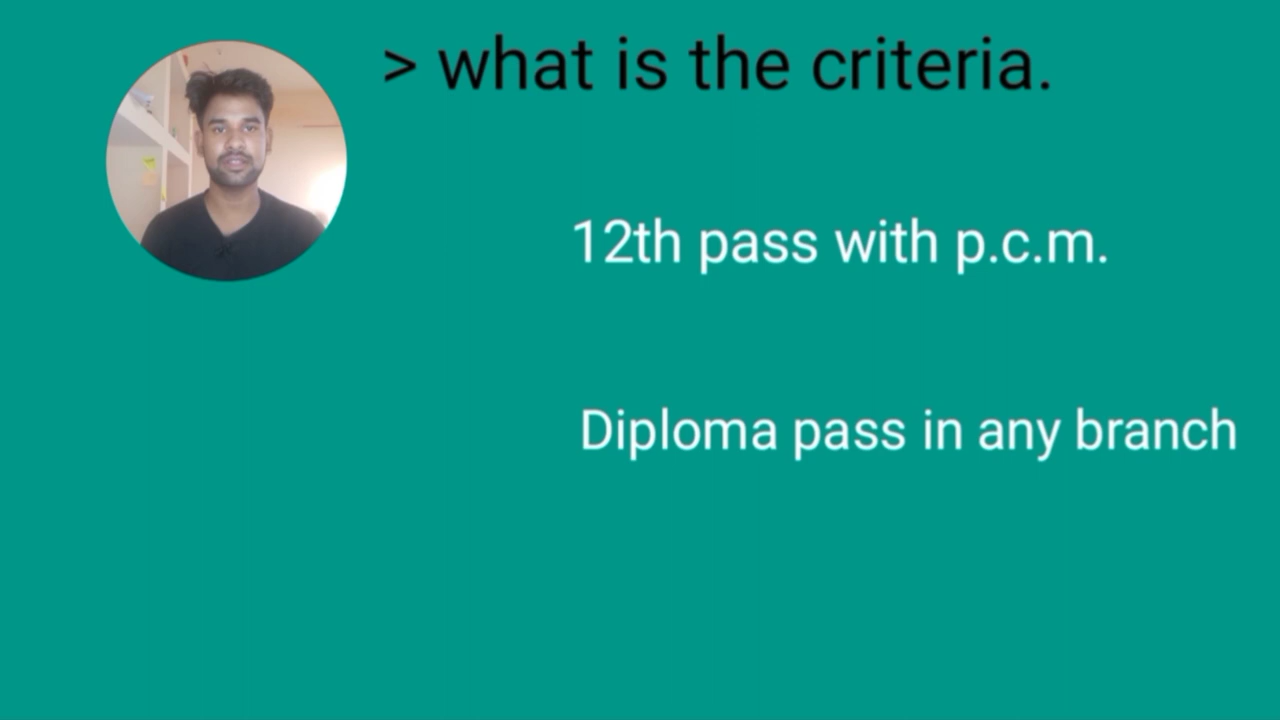 > what is the criteria.
12th pass with p.c.m.
Diploma pass in any branch